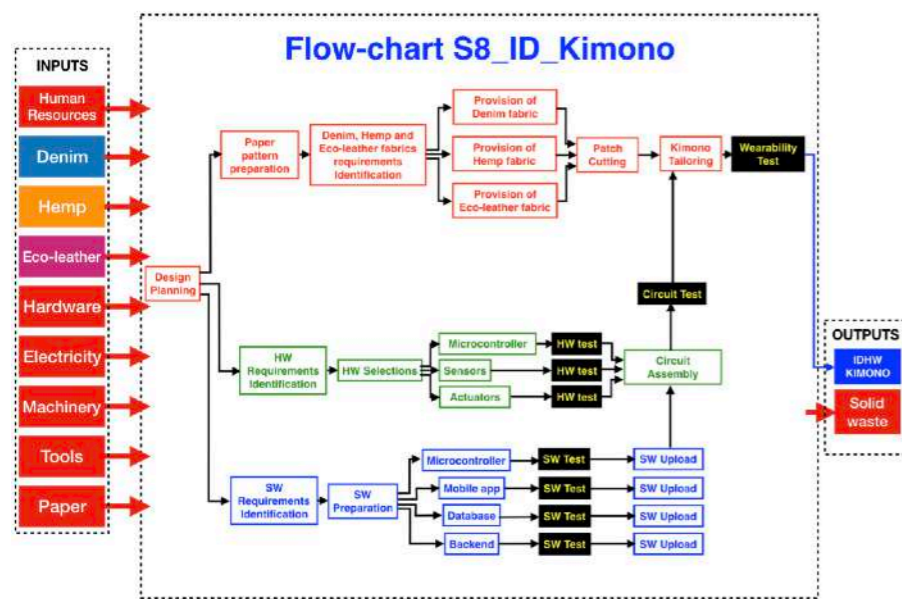 Flow-chart S8_ID_Kimono
INPUTS
Human
Resources
Denim
Hemp
Eco-leather
Hardware
Electricity
Machinery
Tools
Paper
Design
Planning
Paper
pattern
preparation
Denim, Hemp and
Eco-leather fabrics
requirements
Identification
Provision of
Denim fabric
Provision of
Hemp fabric
Provision of
Eco-leather fabric
Patch
Cutting
Kimono
Tailoring
Wearability
Test
Circuit Test
HW
Requirements
Identification
HW Selections
Microcontroller
Sensors
Actuators
HW test
HW test
HW test
Circuit
Assembly
SW
Requirements
Identification
SW
Preparation
Microcontroller
SW Test
SW Upload
Mobile app
SW Test
SW Upload
Database
SW Test
SW Upload
Backend
SW Test
SW Upload
OUTPUTS
IDHW
KIMONO
Solid
waste